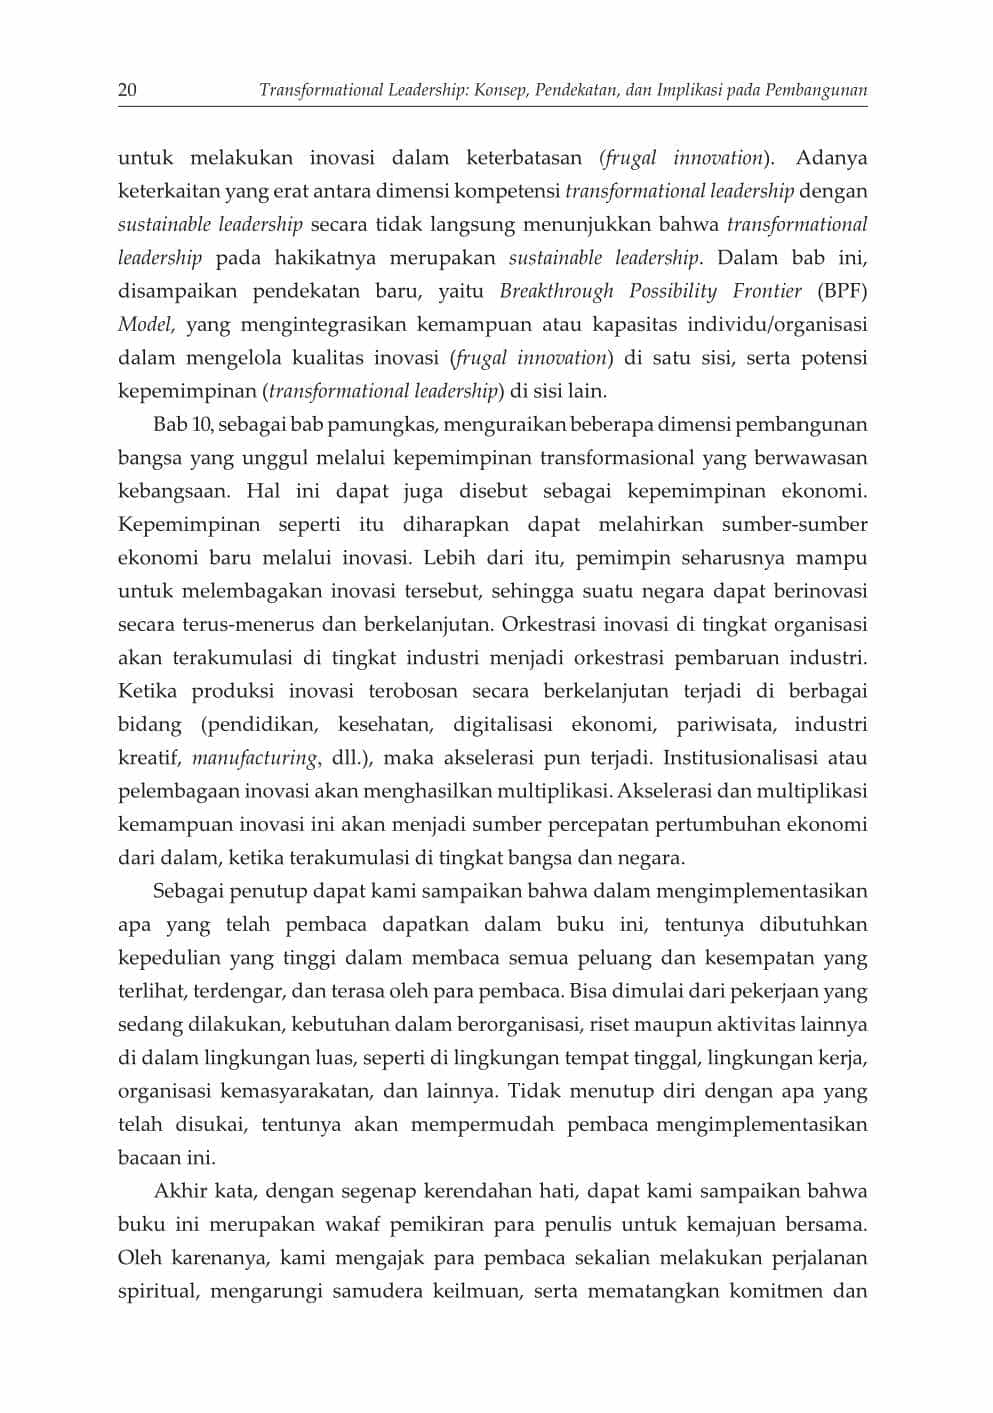 20 Transformational Leadership: Konsep, Pendekatan, dan Implikasi pada Pembangunan
untuk melakukan inovasi dalam keterbatasan (frugal innovation). Adanya
keterkaitan yang erat antara dimensi kompetensi transformational leadership dengan
sustainable leadership secara tidak langsung menunjukkan bahwa transformational
leadership pada hakikatnya merupakan sustainable leadership. Dalam bab ini,
disampaikan pendekatan baru, yaitu Breakthrough Possibility Frontier (BPF)
Model, yang mengintegrasikan kemampuan atau kapasitas individu/organisasi
dalam mengelola kualitas inovasi (frugal innovation) di satu sisi, serta potensi
kepemimpinan (transformational leadership) di sisi lain.
Bab 10, sebagai bab pamungkas, menguraikan beberapa dimensi pembangunan
bangsa yang unggul melalui kepemimpinan transformasional yang berwawasan
kebangsaan. Hal ini dapat juga disebut sebagai kepemimpinan ekonomi.
Kepemimpinan seperti itu diharapkan dapat melahirkan sumber-sumber
ekonomi baru melalui inovasi. Lebih dari itu, pemimpin seharusnya mampu
untuk melembagakan inovasi tersebut, sehingga suatu negara dapat berinovasi
secara terus-menerus dan berkelanjutan. Orkestrasi inovasi di tingkat organisasi
akan terakumulasi di tingkat industri menjadi orkestrasi pembaruan industri.
Ketika produksi inovasi terobosan secara berkelanjutan terjadi di berbagai
bidang (pendidikan, kesehatan, digitalisasi ekonomi, pariwisata, industri
kreatif, manufacturing, dll.), maka akselerasi pun terjadi. Institusionalisasi atau
pelembagaan inovasi akan menghasilkan multiplikasi. Akselerasi dan multiplikasi
kemampuan inovasi ini akan menjadi sumber percepatan pertumbuhan ekonomi
dari dalam, ketika terakumulasi di tingkat bangsa dan negara.
Sebagai penutup dapat kami sampaikan bahwa dalam mengimplementasikan
apa yang telah pembaca dapatkan dalam buku ini, tentunya dibutuhkan
kepedulian yang tinggi dalam membaca semua peluang dan kesempatan yang
terlihat, terdengar, dan terasa oleh para pembaca. Bisa dimulai dari pekerjaan yang
sedang dilakukan, kebutuhan dalam berorganisasi, riset maupun aktivitas lainnya
di dalam lingkungan luas, seperti di lingkungan tempat tinggal, lingkungan kerja,
organisasi kemasyarakatan, dan lainnya. Tidak menutup diri dengan apa yang
telah disukai, tentunya akan mempermudah pembaca mengimplementasikan
bacaan ini.
Akhir kata, dengan segenap kerendahan hati, dapat kami sampaikan bahwa
buku ini merupakan wakaf pemikiran para penulis untuk kemajuan bersama.
Oleh karenanya, kami mengajak para pembaca sekalian melakukan perjalanan
spiritual, mengarungi samudera keilmuan, serta mematangkan komitmen dan